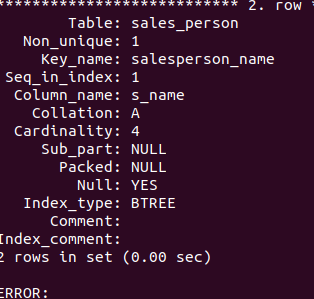 *************************** 2. row *
Table: sales_person
Non_unique: 1
Key_name: salesperson_name
Seq_in_index: 1
Column_name: s_name
Collation: A
Cardinality: 4
Sub_part: NULL
Packed: NULL
Null: YES
Index_type: BTREE
Comment:
Index_comment:
2 rows in set (0.00 sec)
ERROR: